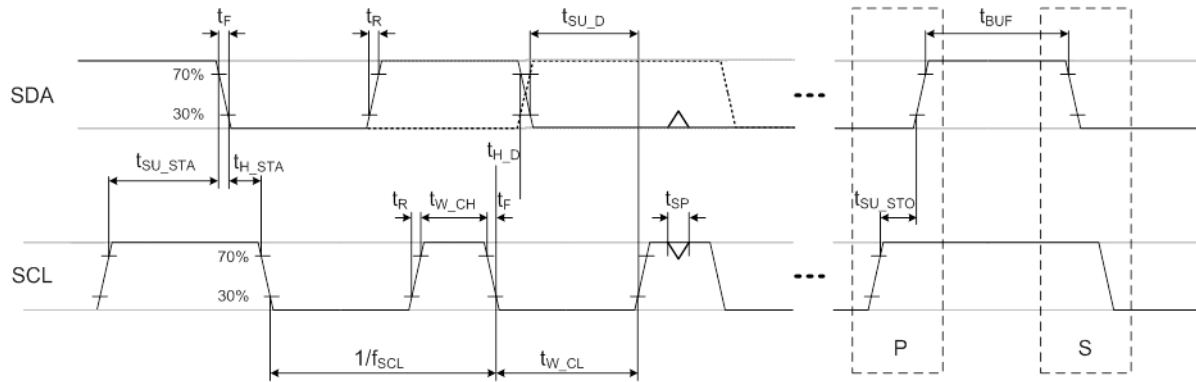 tF tR tSU_D tBUF
70%
SDA
30%
tH_D
tSU_STA tH_STA
tR tW_CH tF tSP tSU_STO
70%
SCL
30%
1/fSCL tW_CL P S